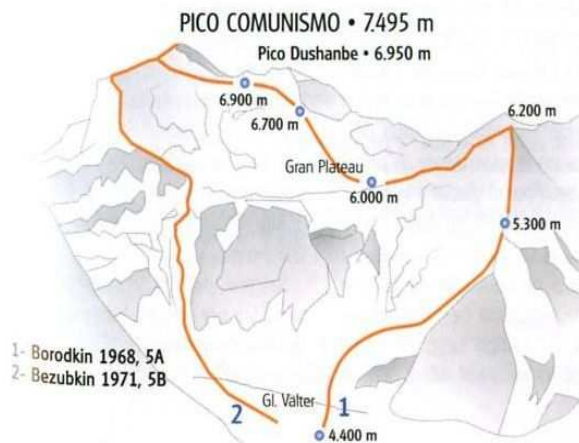 PICO COMUNISMO • 7.495 m
Pico Dushanbe • 6.950 m
6.900 m
6.700 m
6.200 m
Gran Plateau
6.000 m
5.300 m
1- Borodkin 1968, 5A
2- Bezubkin 1971, 5B
Gl. Válter
2
1
4.400 m